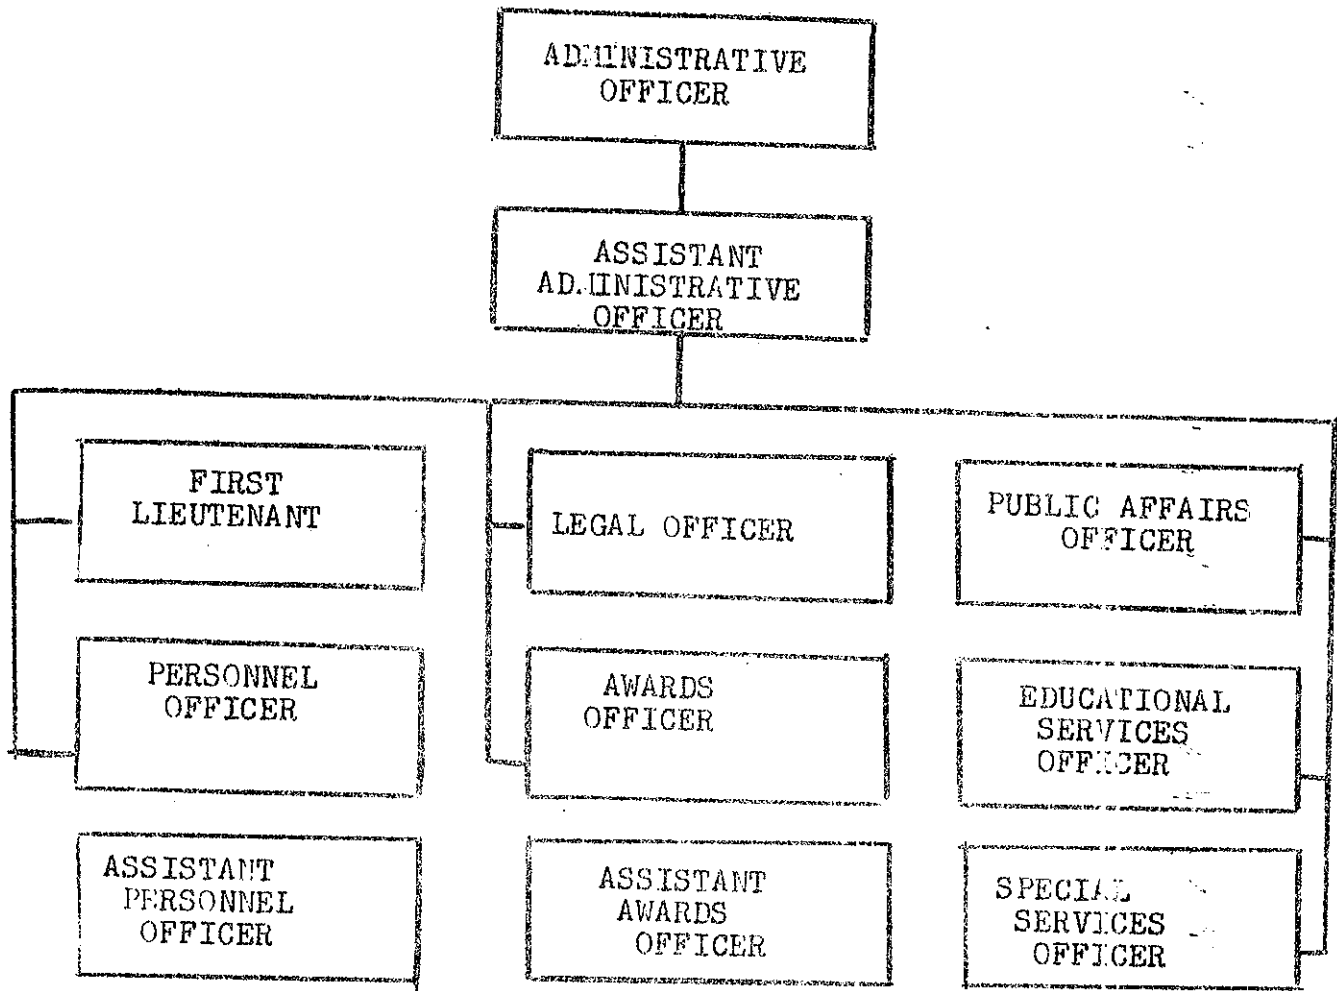 ADMINISTRATIVE
OFFICER
ASSISTANT
ADMINISTRATIVE
OFFICER
FIRST
LIEUTENANT
LEGAL OFFICER
PUBLIC AFFAIRS
OFFICER
PERSONNEL
OFFICER
AWARDS
OFFICER
EDUCATIONAL
SERVICES
OFFICER
ASSISTANT
PERSONNEL
OFFICER
ASSISTANT
AWARDS
OFFICER
SPECIAL
SERVICES
OFFICER